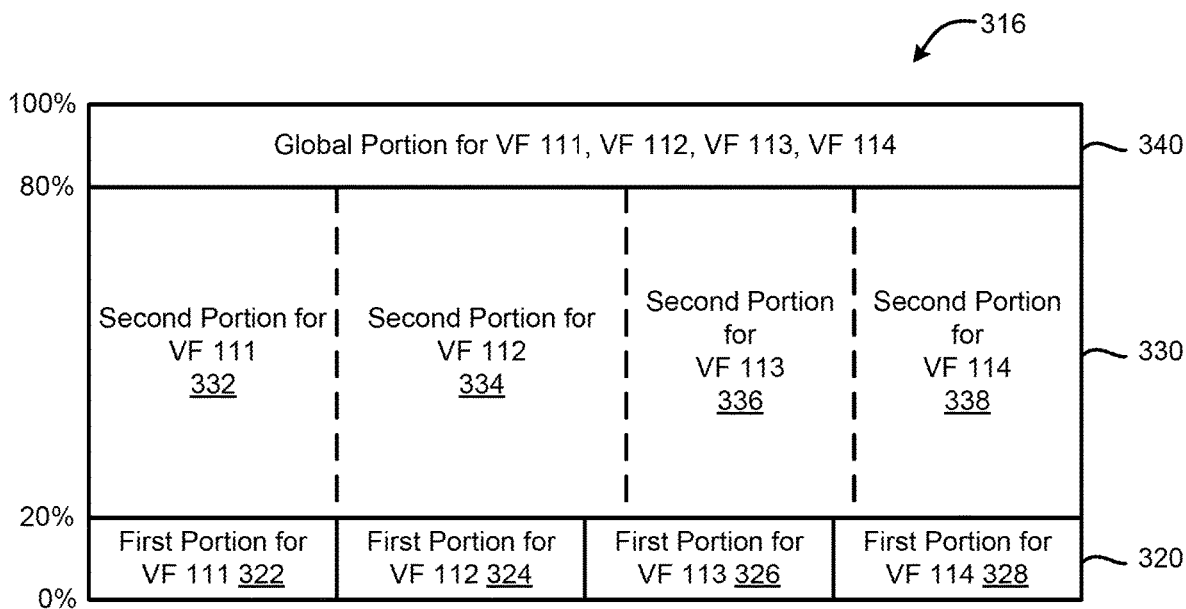 316
100%
Global Portion for VF 111, VF 112, VF 113, VF 114
340
80%
Second Portion for
VF 111
332
Second Portion for
VF 112
334
Second Portion
for
VF 113
336
Second Portion
for
VF 114
338
330
20%
First Portion for
VF 111 322
First Portion for
VF 112 324
First Portion for
VF 113 326
First Portion for
VF 114 328
320
0%